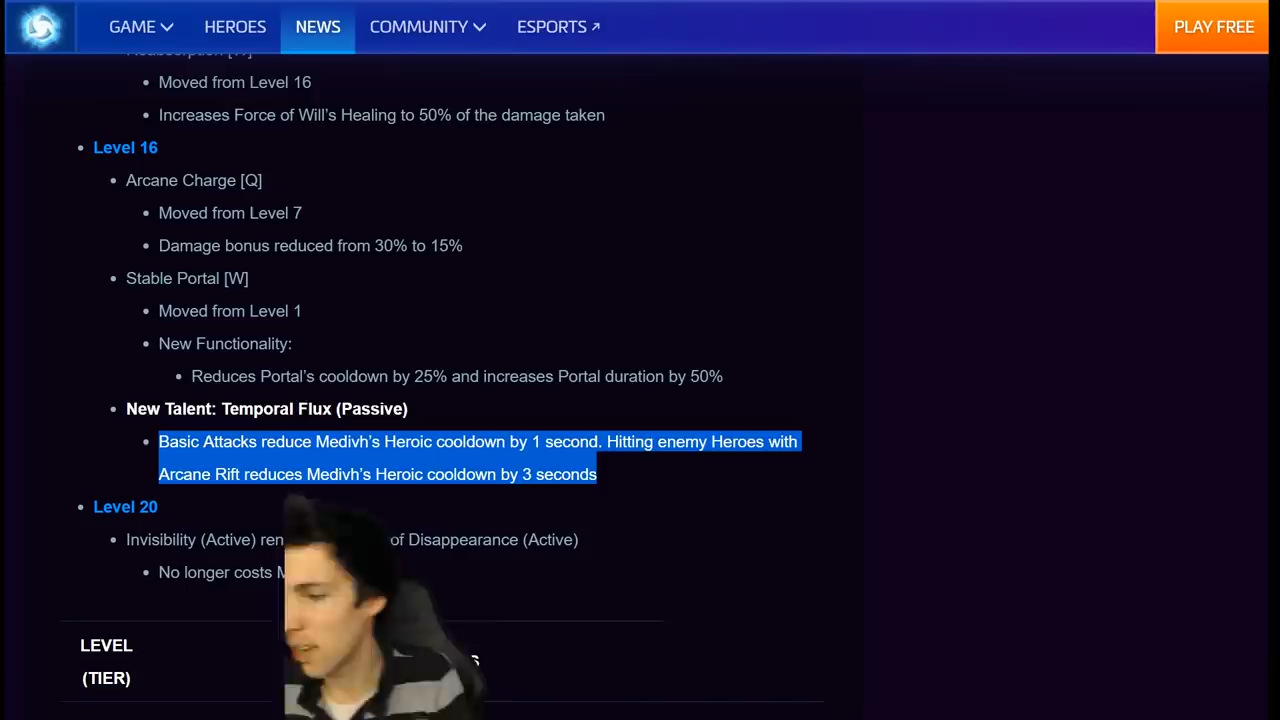 GAME HEROES NEWS COMMUNITY ESPORTS PLAY FREE
Moved from Level 16
Increases Force of Will's Healing to 50% of the damage taken
Level 16
Arcane Charge [Q]
Moved from Level 7
Damage bonus reduced from 30% to 15%
Stable Portal [W]
Moved from Level 1
New Functionality:
Reduces Portal's cooldown by 25% and increases Portal duration by 50%
New Talent: Temporal Flux (Passive)
Basic Attacks reduce Medivh's Heroic cooldown by 1 second. Hitting enemy Heroes with
Arcane Rift reduces Medivh's Heroic cooldown by 3 seconds
Level 20
Invisibility (Active) of Disappearance (Active)
No longer costs
LEVEL
(TIER)